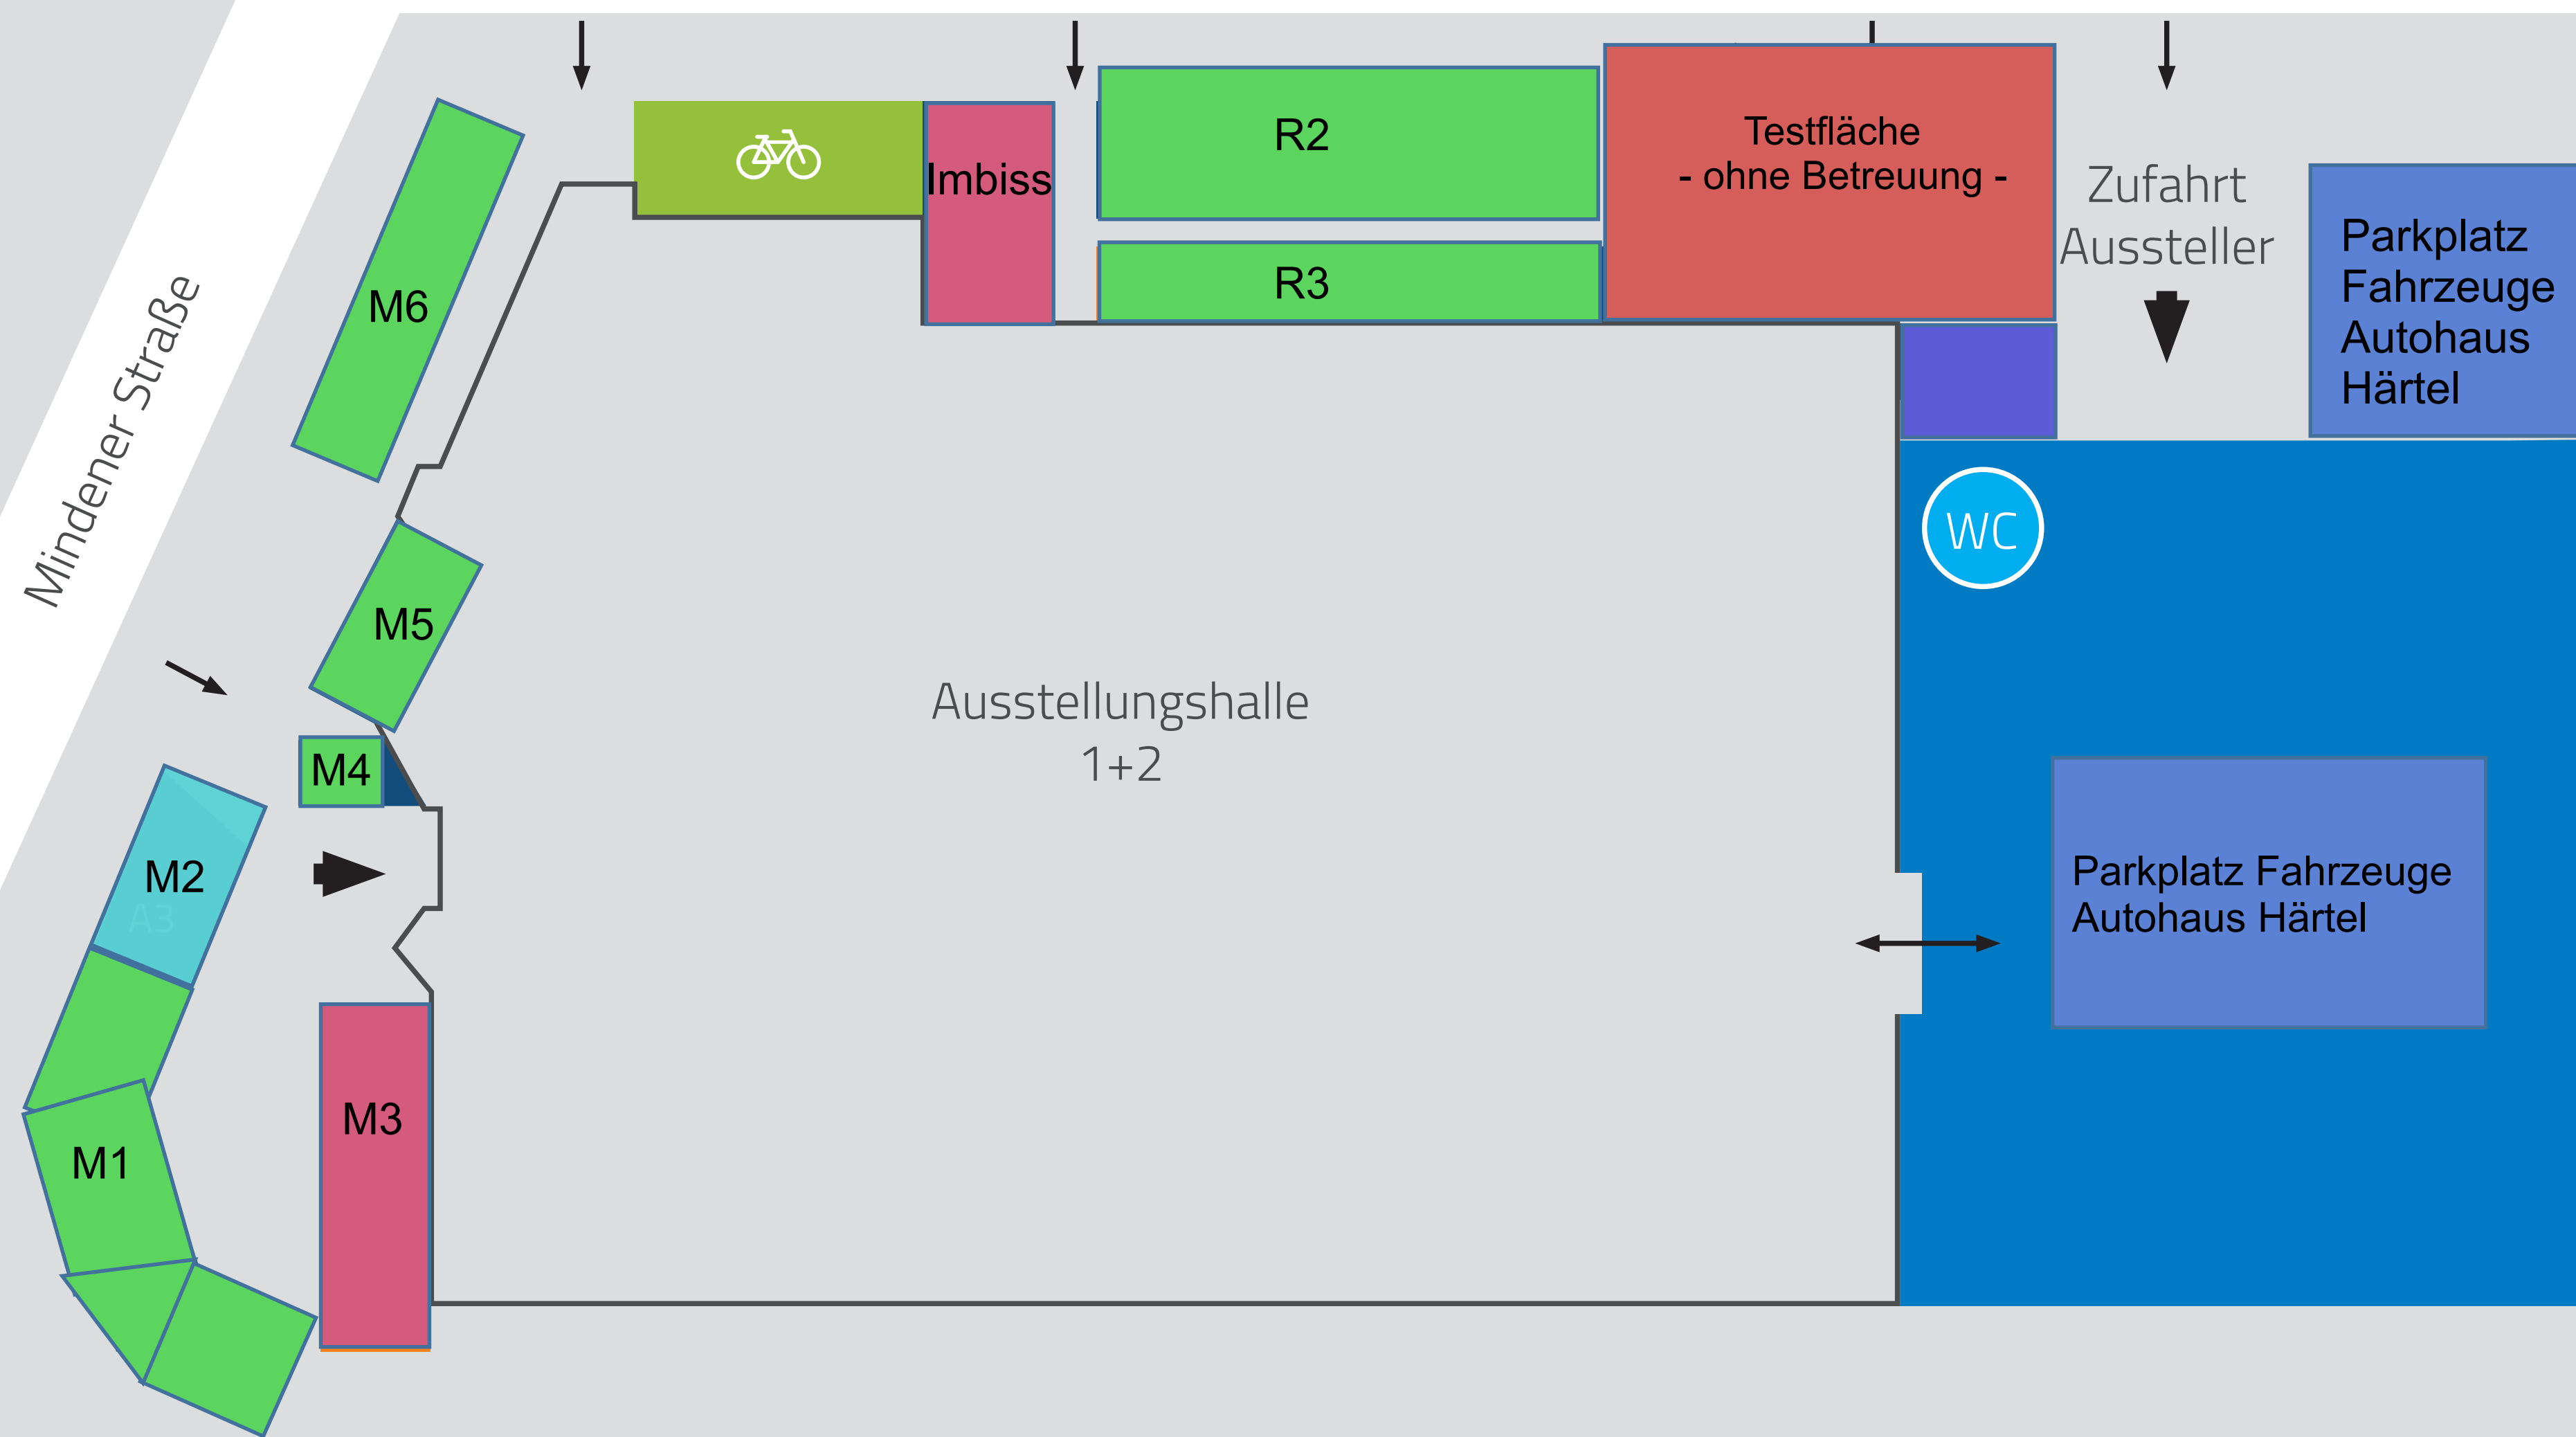 R2
Testfläche
- ohne Betreuung -
Imbiss
Zufahrt
Aussteller
Parkplatz
Fahrzeuge
Autohaus
Härtel
R3
M6
Mindener Straße
WC
M5
Ausstellungshalle
1+2
M4
M2
A3
Parkplatz Fahrzeuge
Autohaus Härtel
M3
M1